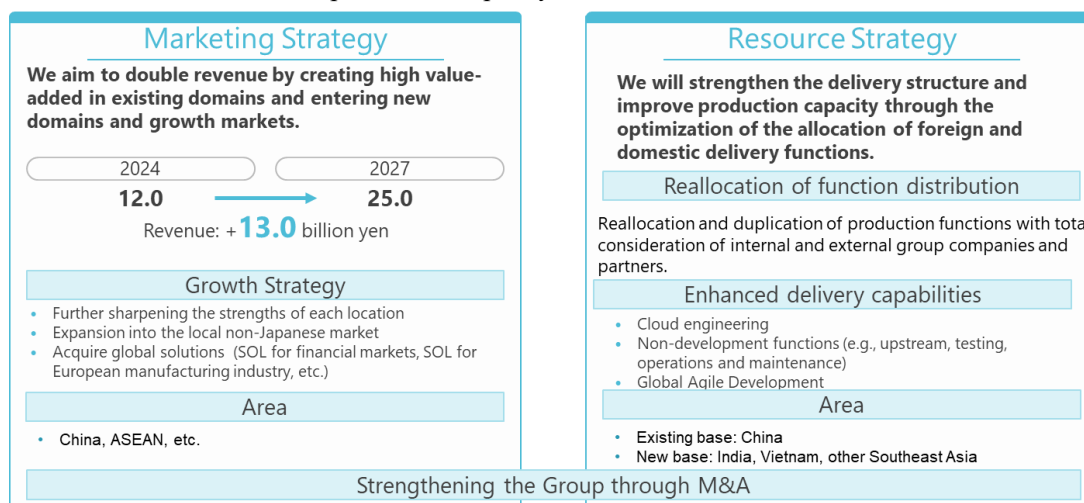 Marketing Strategy
We aim to double revenue by creating high value-
added in existing domains and entering new
domains and growth markets.
2024
2027
12.0
25.0
Revenue: +13.0 billion yen
Growth Strategy
• Further sharpening the strengths of each location
• Expansion into the local non-Japanese market
• Acquire global solutions (SOL for financial markets, SOL for
European manufacturing industry, etc.)
Area
• China, ASEAN, etc.
Resource Strategy
We will strengthen the delivery structure and
improve production capacity through the
optimization of the allocation of foreign and
domestic delivery functions.
Reallocation of function distribution
Reallocation and duplication of production functions with tota
consideration of internal and external group companies and
partners.
Enhanced delivery capabilities
• Cloud engineering
• Non-development functions (e.g., upstream, testing,
operations and maintenance)
• Global Agile Development
Area
• Existing base: China
• New base: India, Vietnam, other Southeast Asia
Strengthening the Group through M&A